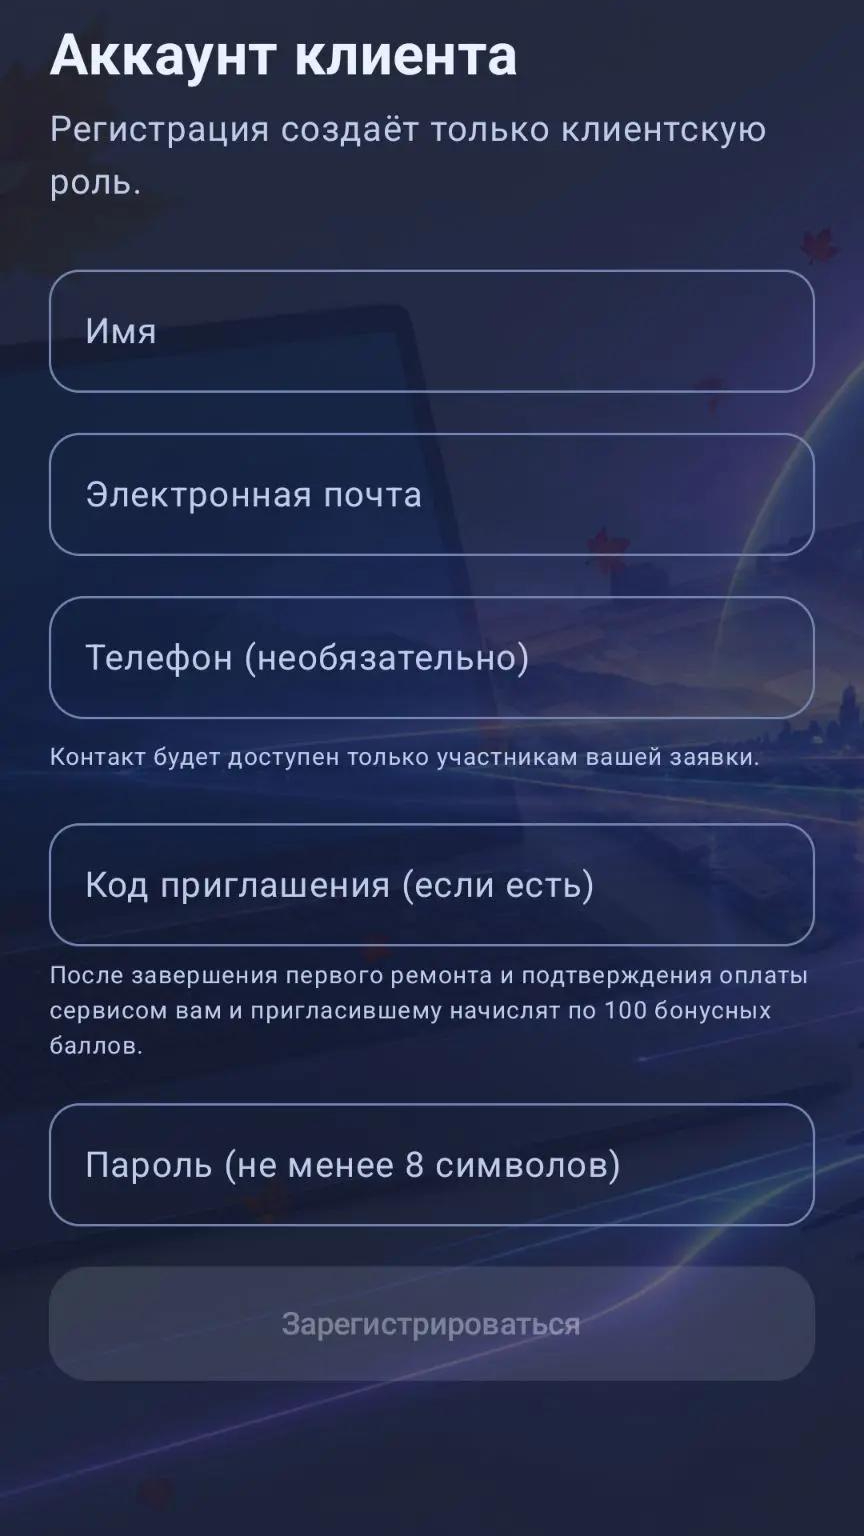 Аккаунт клиента
Регистрация создаёт только клиентскую
роль.
Имя
Электронная почта
Телефон (необязательно)
Контакт будет доступен только участникам вашей заявки.
Код приглашения (если есть)
После завершения первого ремонта и подтверждения оплаты
сервисом вам и пригласившему начислят по 100 бонусных
баллов.
Пароль (не менее 8 символов)
Зарегистрироваться